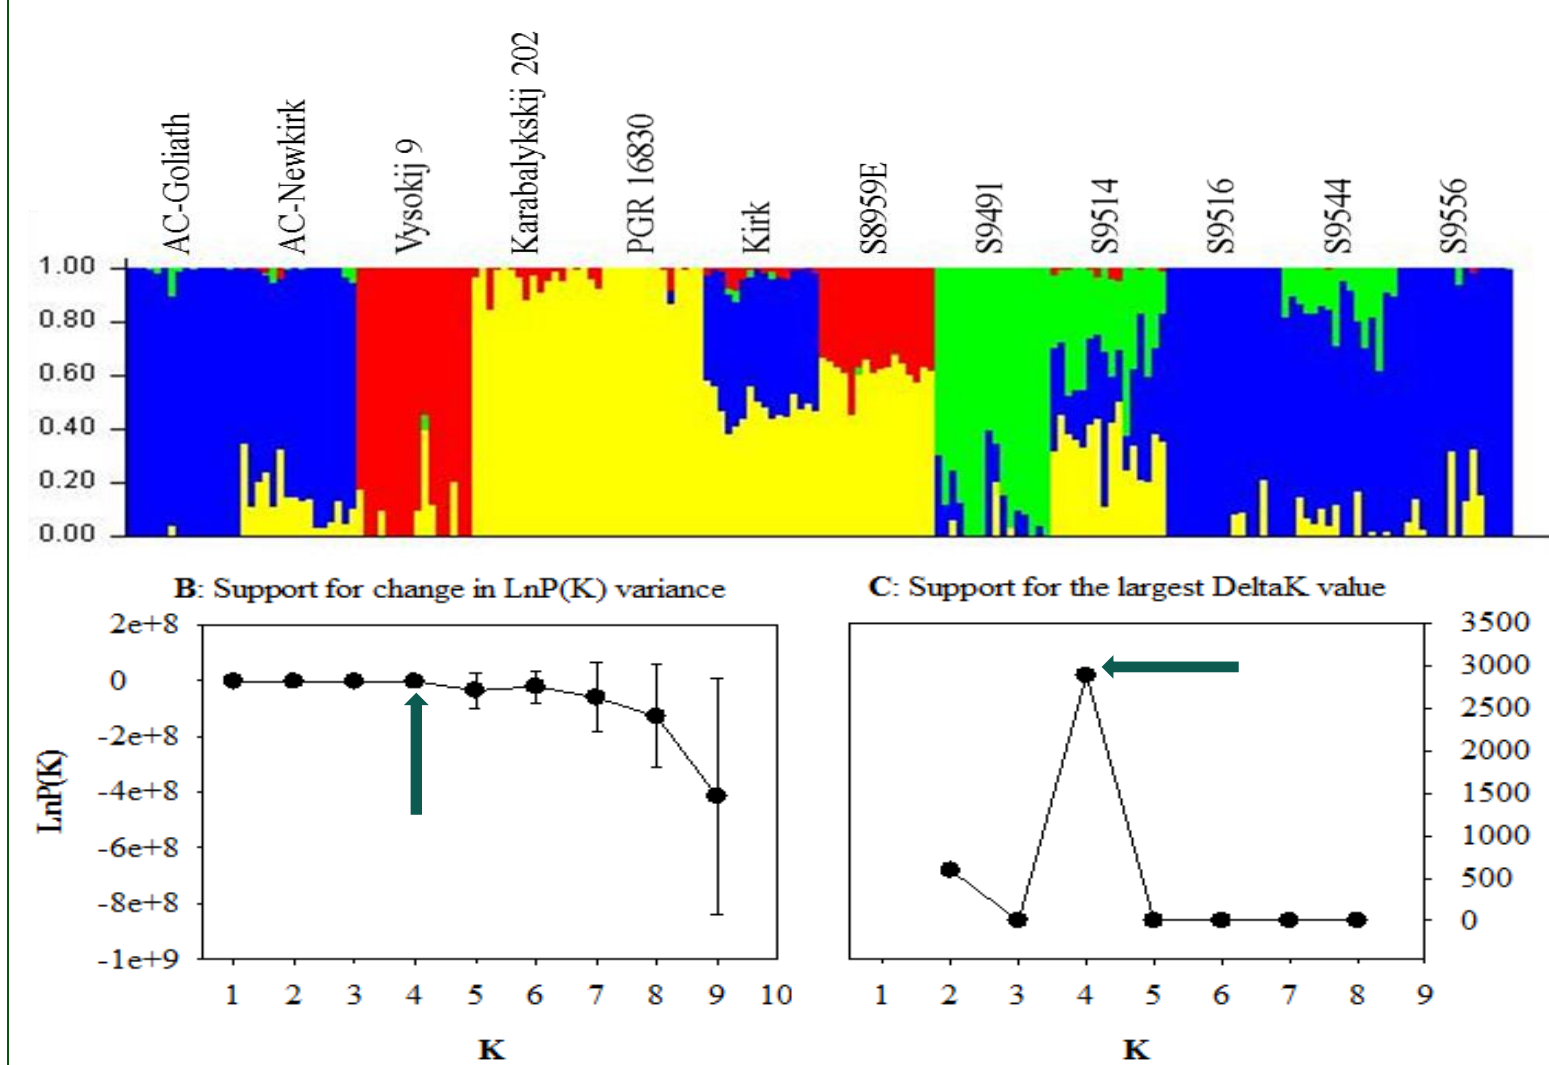 AC-Goliath
AC-Newkirk
Vysokij 9
Karabalykskij 202
PGR 16830
Kirk
S8959E
S9491
S9514
S9516
S9544
S9556
1.00
0.80
0.60
0.40
0.20
0.00
B: Support for change in LnP(K) variance
2e+8
0
-2e+8
-4e+8
-6e+8
-8e+8
-1e+9
LnP(K)
1 2 3 4 5 6 7 8 9 10
K
C: Support for the largest DeltaK value
3500
3000
2500
2000
1500
1000
500
0
1 2 3 4 5 6 7 8 9
K